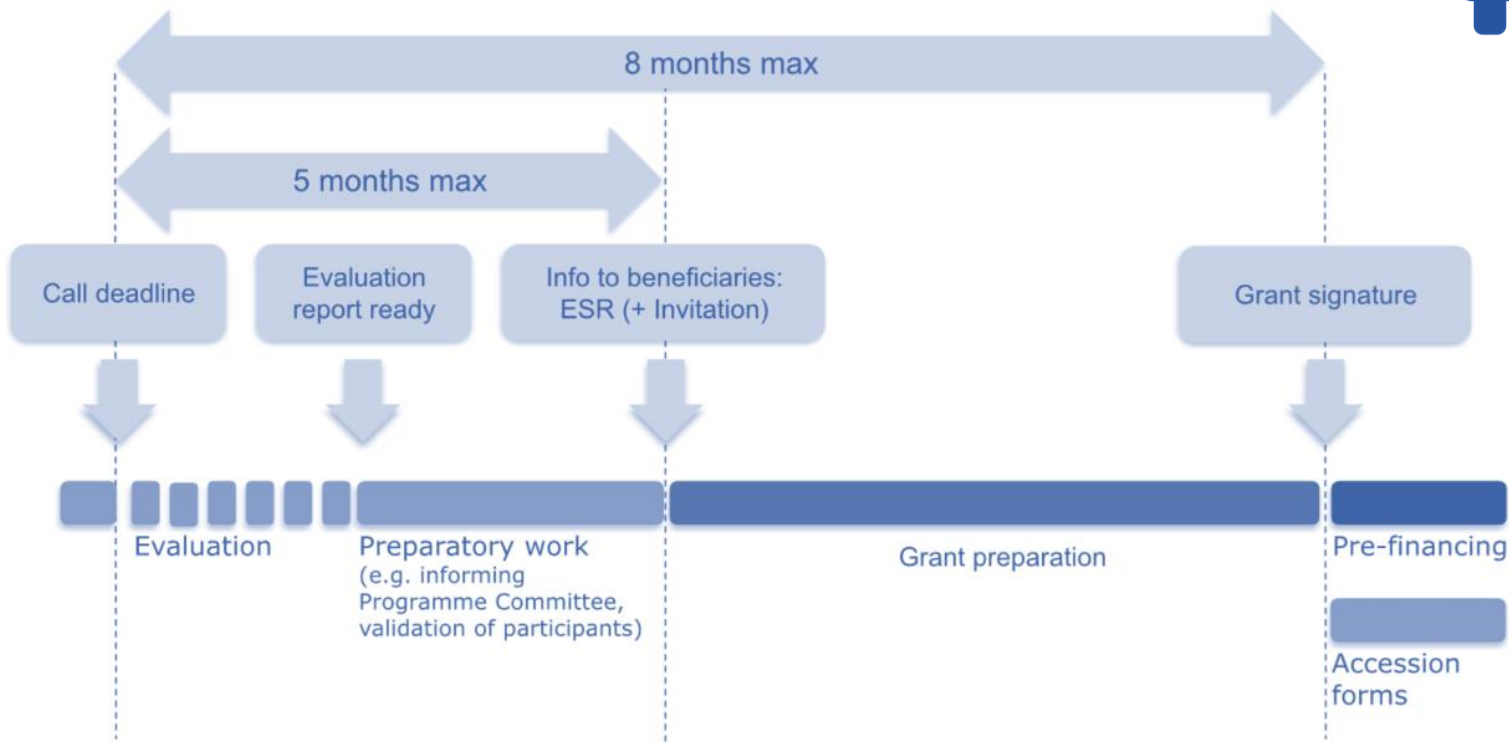 8 months max
5 months max
Call deadline
Evaluation
report ready
Info to beneficiaries:
ESR (+ Invitation)
Grant signature
Evaluation
Preparatory work
(e.g. informing
Programme Committee,
validation of participants)
Grant preparation
Pre-financing
Accession
forms